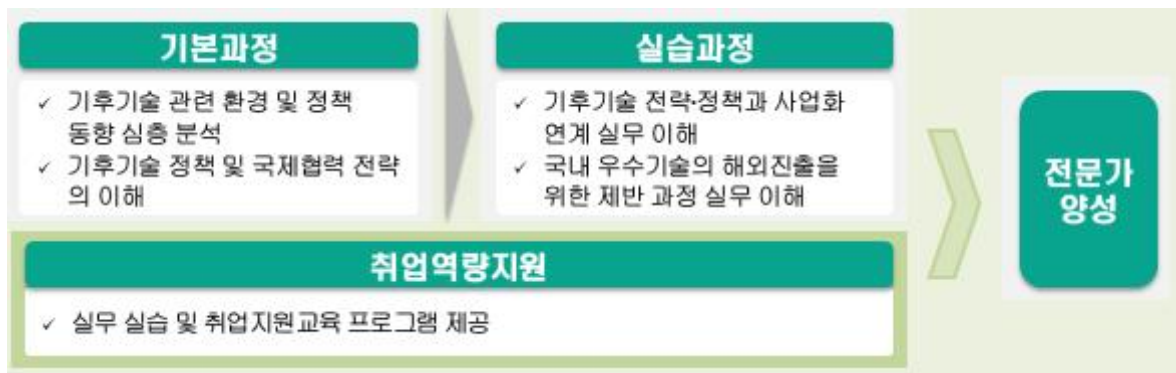 기본과정
✓ 기후기술 관련 환경 및 정책
동향 심층 분석
✓ 기후기술 정책 및 국제협력 전략
의 이해
실습과정
✓ 기후기술 전략·정책과 사업화
연계 실무 이해
✓ 국내 우수기술의 해외진출을
위한 제반 과정 실무 이해
취업역량지원
✓ 실무 실습 및 취업지원교육 프로그램 제공
전문가
양성